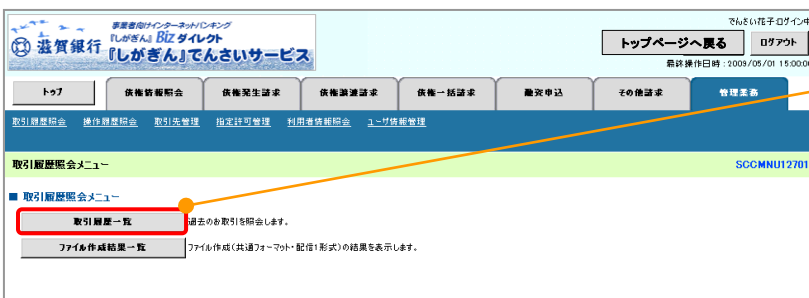 でんさい花子ログイン中
滋賀銀行
事業者向けインターネットバンキング
『しがぎん』Biz ダイレクト
『しがぎん』でんさいサービス
トップページへ戻る
ログアウト
最終操作日時：2009/05/01 15:00:00
トップ 債権情報照会 債権発生請求 債権譲渡請求 債権一括請求 融資申込 その他請求 管理業務
取引履歴照会 操作履歴照会 取引先管理 指定許可管理 利用者情報照会 ユーザ情報管理
取引履歴照会メニュー SCCMNU12701
■ 取引履歴照会メニュー
取引履歴一覧 過去のお取引を照会します。
ファイル作成結果一覧 ファイル作成(共通フォーマット・配信1形式)の結果を表示します。